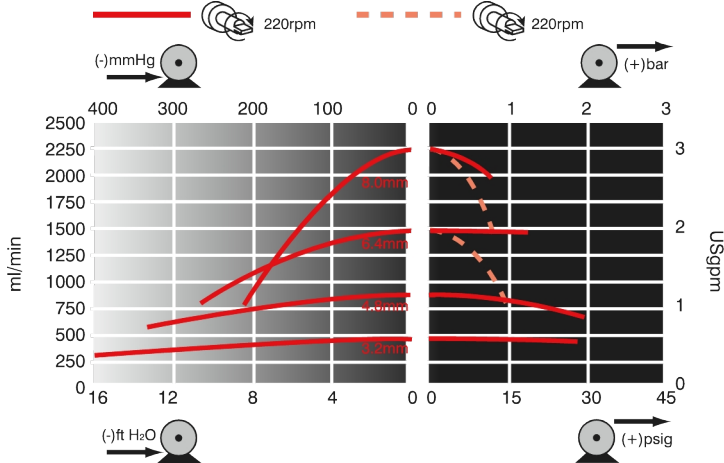 220rpm
220rpm
(-)mmHg
(+)bar
400 300 200 100 0 0 1 2 3
2500
2250
2000
1750
1500
1250
1000
750
500
250
0
ml/min
8.0mm
6.4mm
4.8mm
3.2mm
3
2
1
0
USgpm
16 12 8 4 0 0 15 30 45
(-)ft H₂O
(+)psig